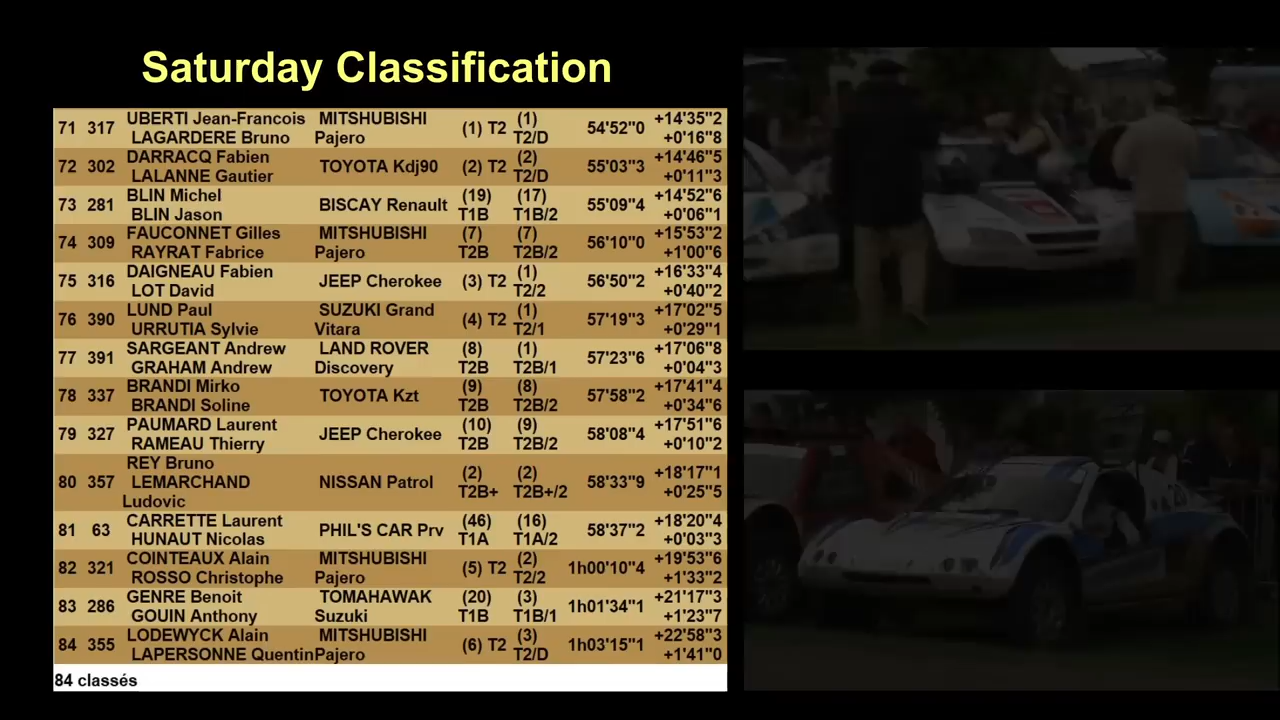 Saturday Classification
71 317 UBERTI Jean-Francois MITSHUBISHI (1) T2 (1) 54'52"0 +14'35"2
LAGARDERE Bruno Pajero T2/D +0'16"8
72 302 DARRACQ Fabien TOYOTA Kdj90 (2) T2 (2) 55'03"3 +14'46"5
LALANNE Gautier T2/D +0'11"3
73 281 BLIN Michel BISCAY Renault (19) (17) 55'09"4 +14'52"6
BLIN Jason T1B T1B/2 +0'06"1
74 309 FAUCONNET Gilles MITSHUBISHI (7) (7) 56'10"0 +15'53"2
RAYRAT Fabrice Pajero T2B T2B/2 +1'00"6
75 316 DAIGNEAU Fabien JEEP Cherokee (3) T2 (1) 56'50"2 +16'33"4
LOT David T2/2 +0'40"2
76 390 LUND Paul SUZUKI Grand (4) T2 (1) 57'19"3 +17'02"5
URRUTIA Sylvie Vitara T2/1 +0'29"1
77 391 SARGEANT Andrew LAND ROVER (8) (1) 57'23"6 +17'06"8
GRAHAM Andrew Discovery T2B T2B/1 +0'04"3
78 337 BRANDI Mirko TOYOTA Kzt (9) (8) 57'58"2 +17'41"4
BRANDI Soline T2B T2B/2 +0'34"6
79 327 PAUMARD Laurent JEEP Cherokee (10) (9) 58'08"4 +17'51"6
RAMEAU Thierry T2B T2B/2 +0'10"2
80 357 REY Bruno NISSAN Patrol (2) (2) 58'33"9 +18'17"1
LEMARCHAND T2B+ T2B+/2 +0'25"5
Ludovic
81 63 CARRETTE Laurent PHIL'S CAR Prv (46) (16) 58'37"2 +18'20"4
HUNAUT Nicolas T1A T1A/2 +0'03"3
82 321 COINTEAUX Alain MITSHUBISHI (5) T2 (2) 1h00'10"4 +19'53"6
ROSSO Christophe Pajero T2/2 +1'33"2
83 286 GENRE Benoit TOMAHAWAK (20) (3) 1h01'34"1 +21'17"3
GOUIN Anthony Suzuki T1B T1B/1 +1'23"7
84 355 LODEWYCK Alain MITSHUBISHI (6) T2 (3) 1h03'15"1 +22'58"3
LAPERSONNE QuentinPajero T2/D +1'41"0
84 classés